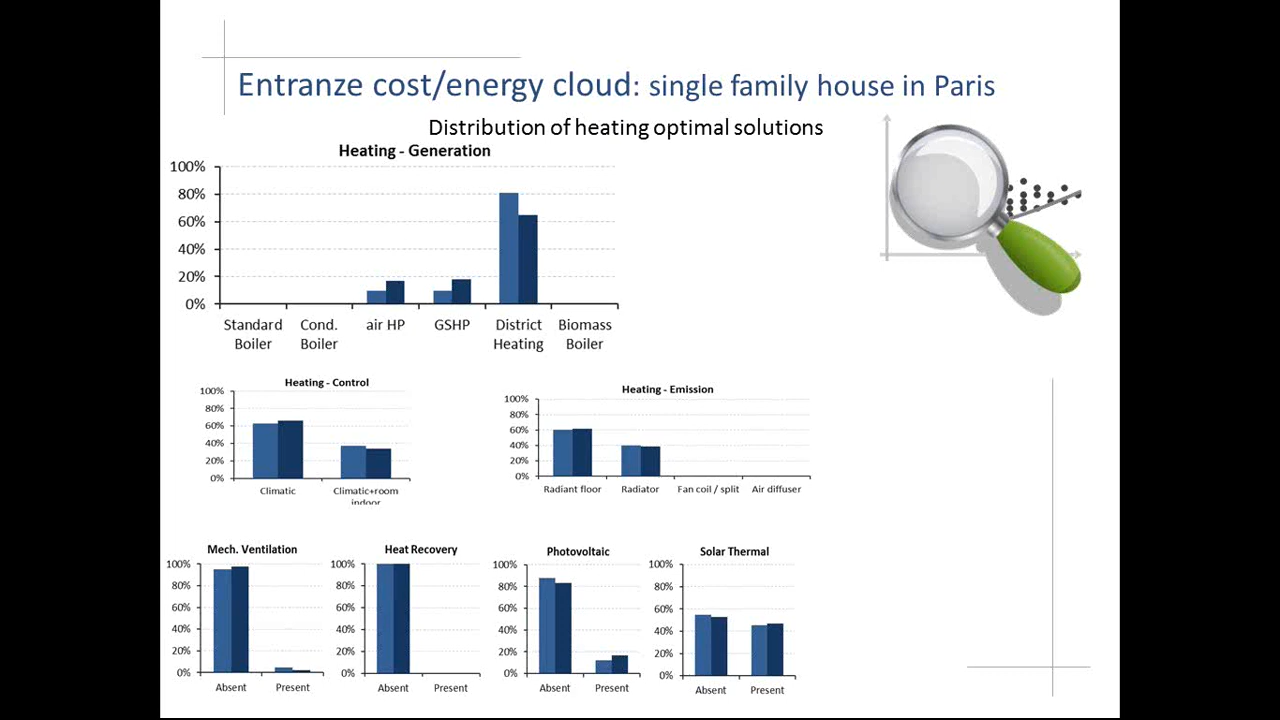 Entranze cost/energy cloud: single family house in Paris
Distribution of heating optimal solutions
Heating - Generation
100%
80%
60%
40%
20%
0%
Standard Boiler
Cond. Boiler
air HP
GSHP
District Heating
Biomass Boiler
Heating - Control
100%
80%
60%
40%
20%
0%
Climatic
Climatic+room indoor
Heating - Emission
100%
80%
60%
40%
20%
0%
Radiant floor
Radiator
Fan coil / split
Air diffuser
Mech. Ventilation
100%
80%
60%
40%
20%
0%
Absent
Present
Heat Recovery
100%
80%
60%
40%
20%
0%
Absent
Present
Photovoltaic
100%
80%
60%
40%
20%
0%
Absent
Present
Solar Thermal
100%
80%
60%
40%
20%
0%
Absent
Present